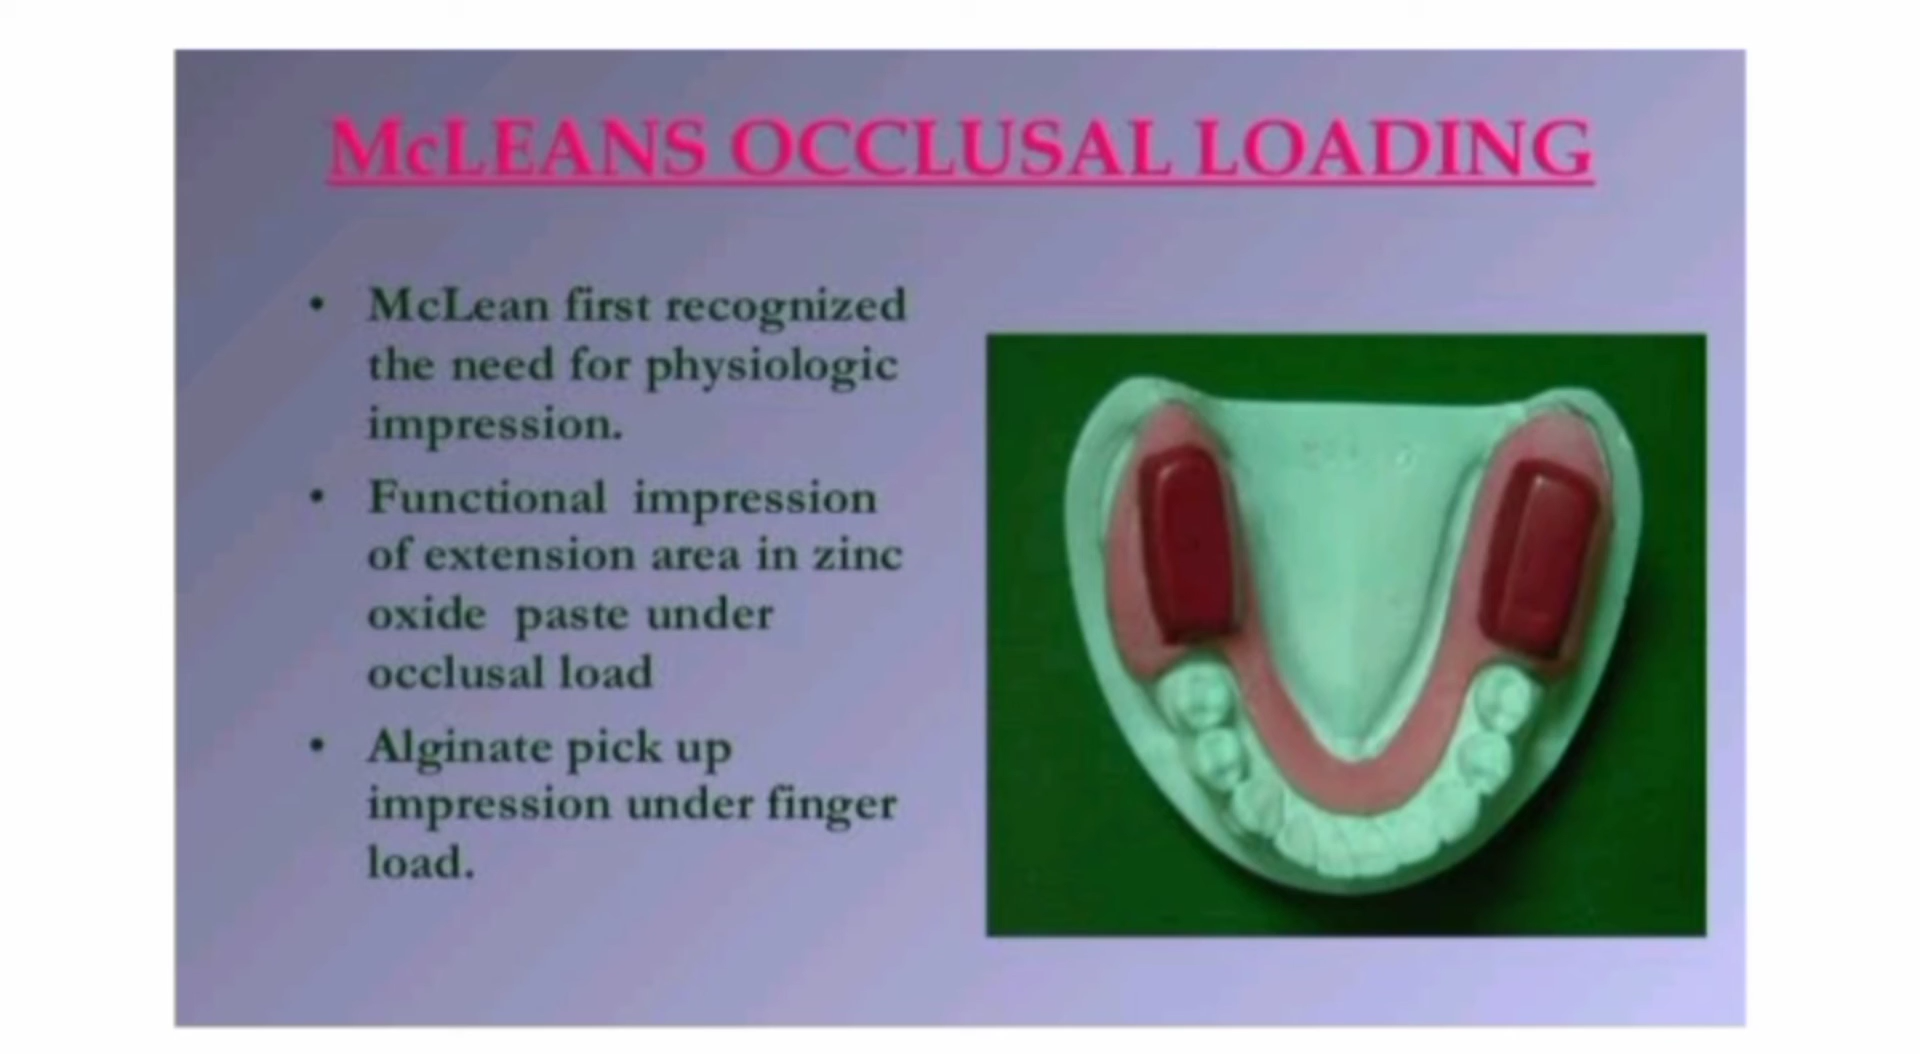 McLEANS OCCLUSAL LOADING
• McLean first recognized
the need for physiologic
impression.
• Functional impression
of extension area in zinc
oxide paste under
occlusal load
• Alginate pick up
impression under finger
load.